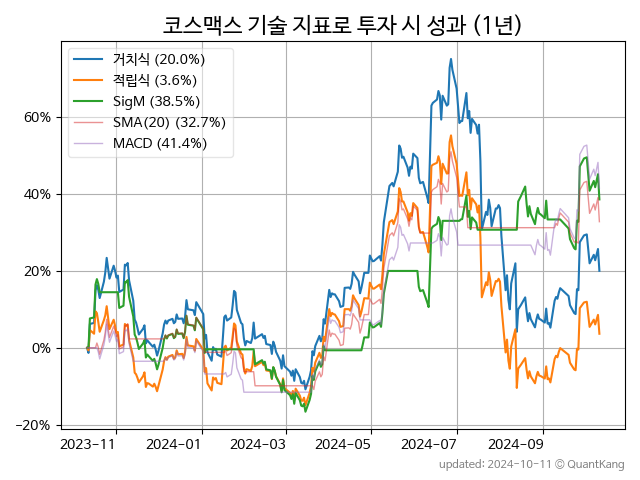 코스맥스 기술 지표로 투자 시 성과 (1년)
거치식 (20.0%)
적립식 (3.6%)
SigM (38.5%)
SMA(20) (32.7%)
MACD (41.4%)
60%
40%
20%
0%
−20%
2023-11
2024-01
2024-03
2024-05
2024-07
2024-09
updated: 2024-10-11 © QuantKang